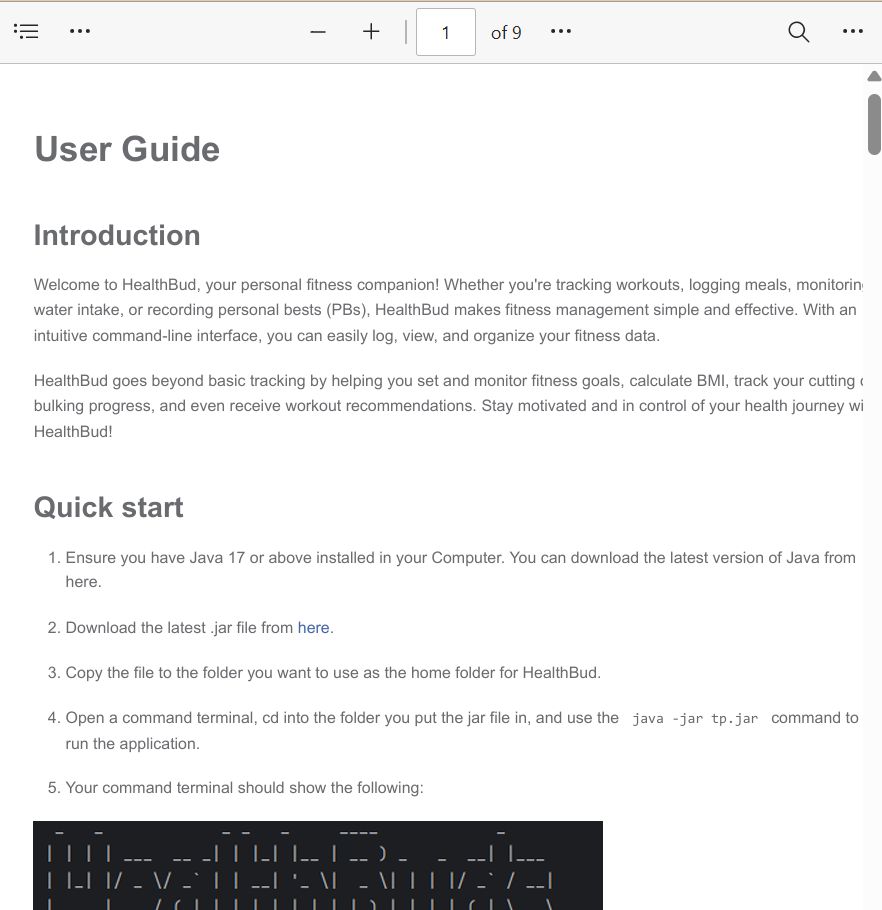 1 of 9
User Guide
Introduction
Welcome to HealthBud, your personal fitness companion! Whether you're tracking workouts, logging meals, monitorin
water intake, or recording personal bests (PBs), HealthBud makes fitness management simple and effective. With an
intuitive command-line interface, you can easily log, view, and organize your fitness data.
HealthBud goes beyond basic tracking by helping you set and monitor fitness goals, calculate BMI, track your cutting
bulking progress, and even receive workout recommendations. Stay motivated and in control of your health journey wi
HealthBud!
Quick start
1. Ensure you have Java 17 or above installed in your Computer. You can download the latest version of Java from
here.
2. Download the latest .jar file from here.
3. Copy the file to the folder you want to use as the home folder for HealthBud.
4. Open a command terminal, cd into the folder you put the jar file in, and use the java -jar tp.jar command to
run the application.
5. Your command terminal should show the following: